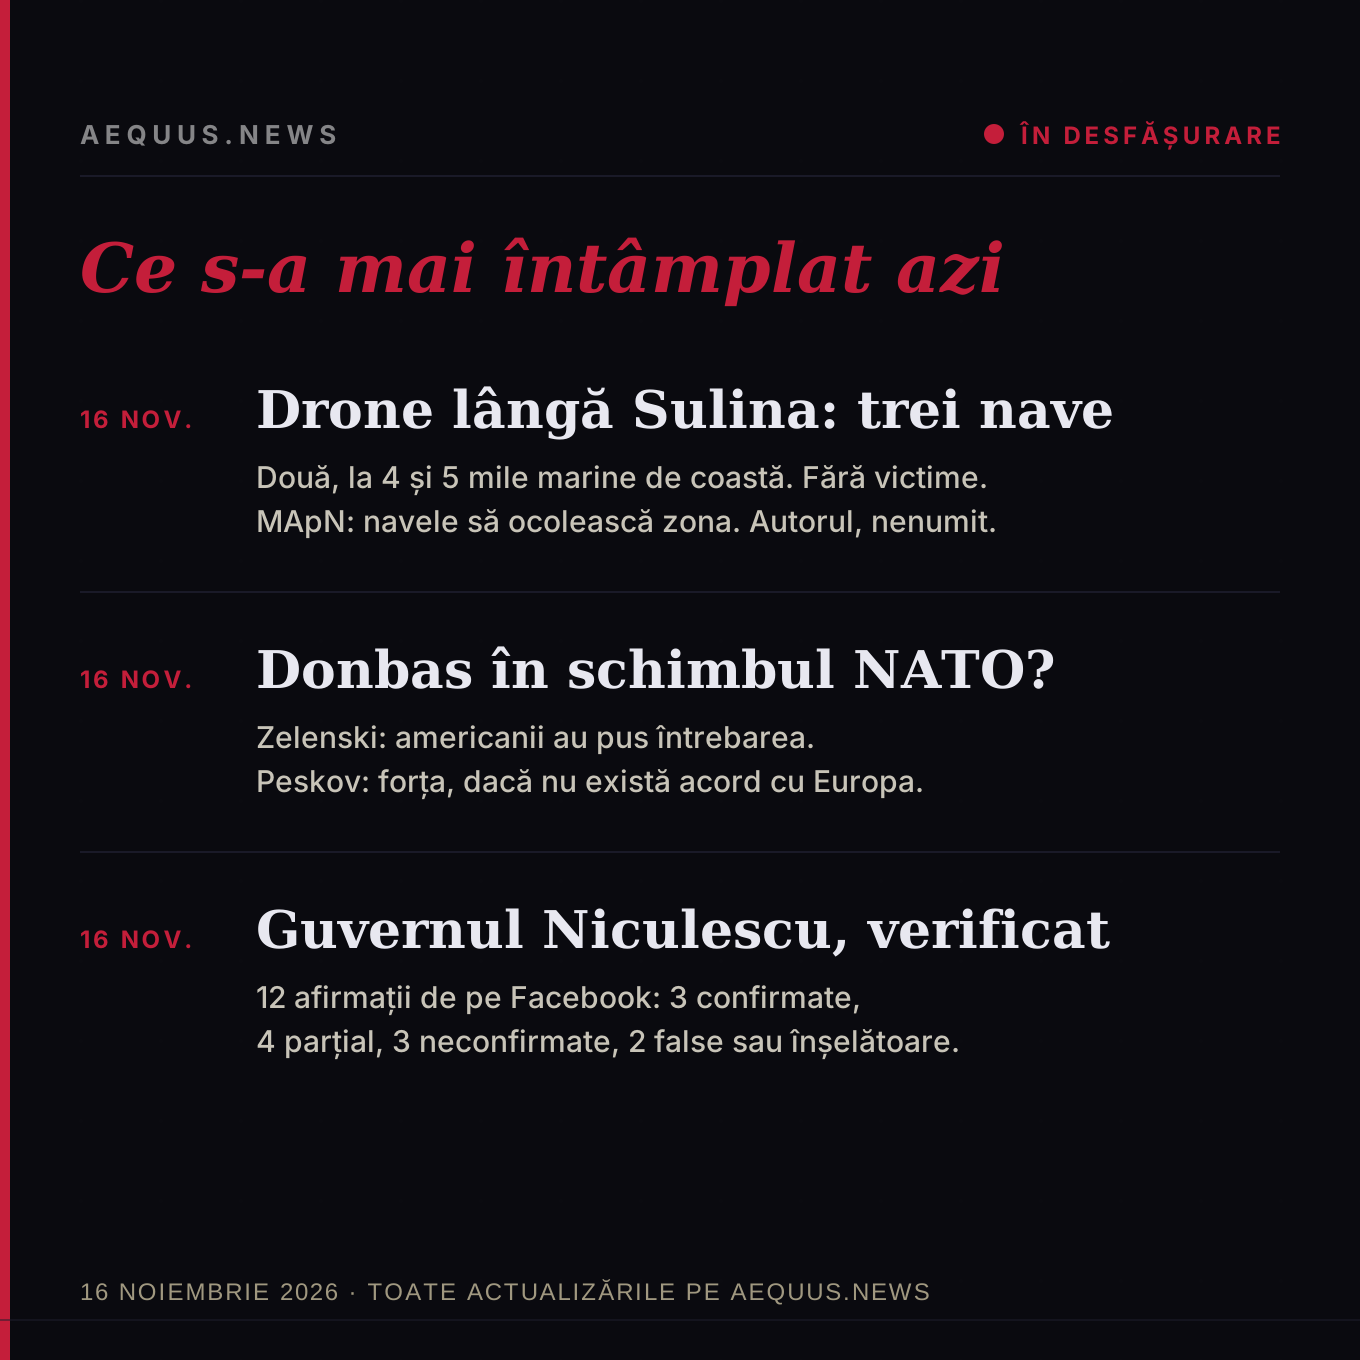 AEQUUS.NEWS
ÎN DESFĂȘURARE
Ce s-a mai întâmplat azi
16 NOV.
Drone lângă Sulina: trei nave
Două, la 4 și 5 mile marine de coastă. Fără victime.
MApN: navele să ocolească zona. Autorul, nenumit.
16 NOV.
Donbas în schimbul NATO?
Zelenski: americanii au pus întrebarea.
Peskov: forța, dacă nu există acord cu Europa.
16 NOV.
Guvernul Niculescu, verificat
12 afirmații de pe Facebook: 3 confirmate,
4 parțial, 3 neconfirmate, 2 false sau înșelătoare.
16 NOIEMBRIE 2026 · TOATE ACTUALIZĂRILE PE AEQUUS.NEWS